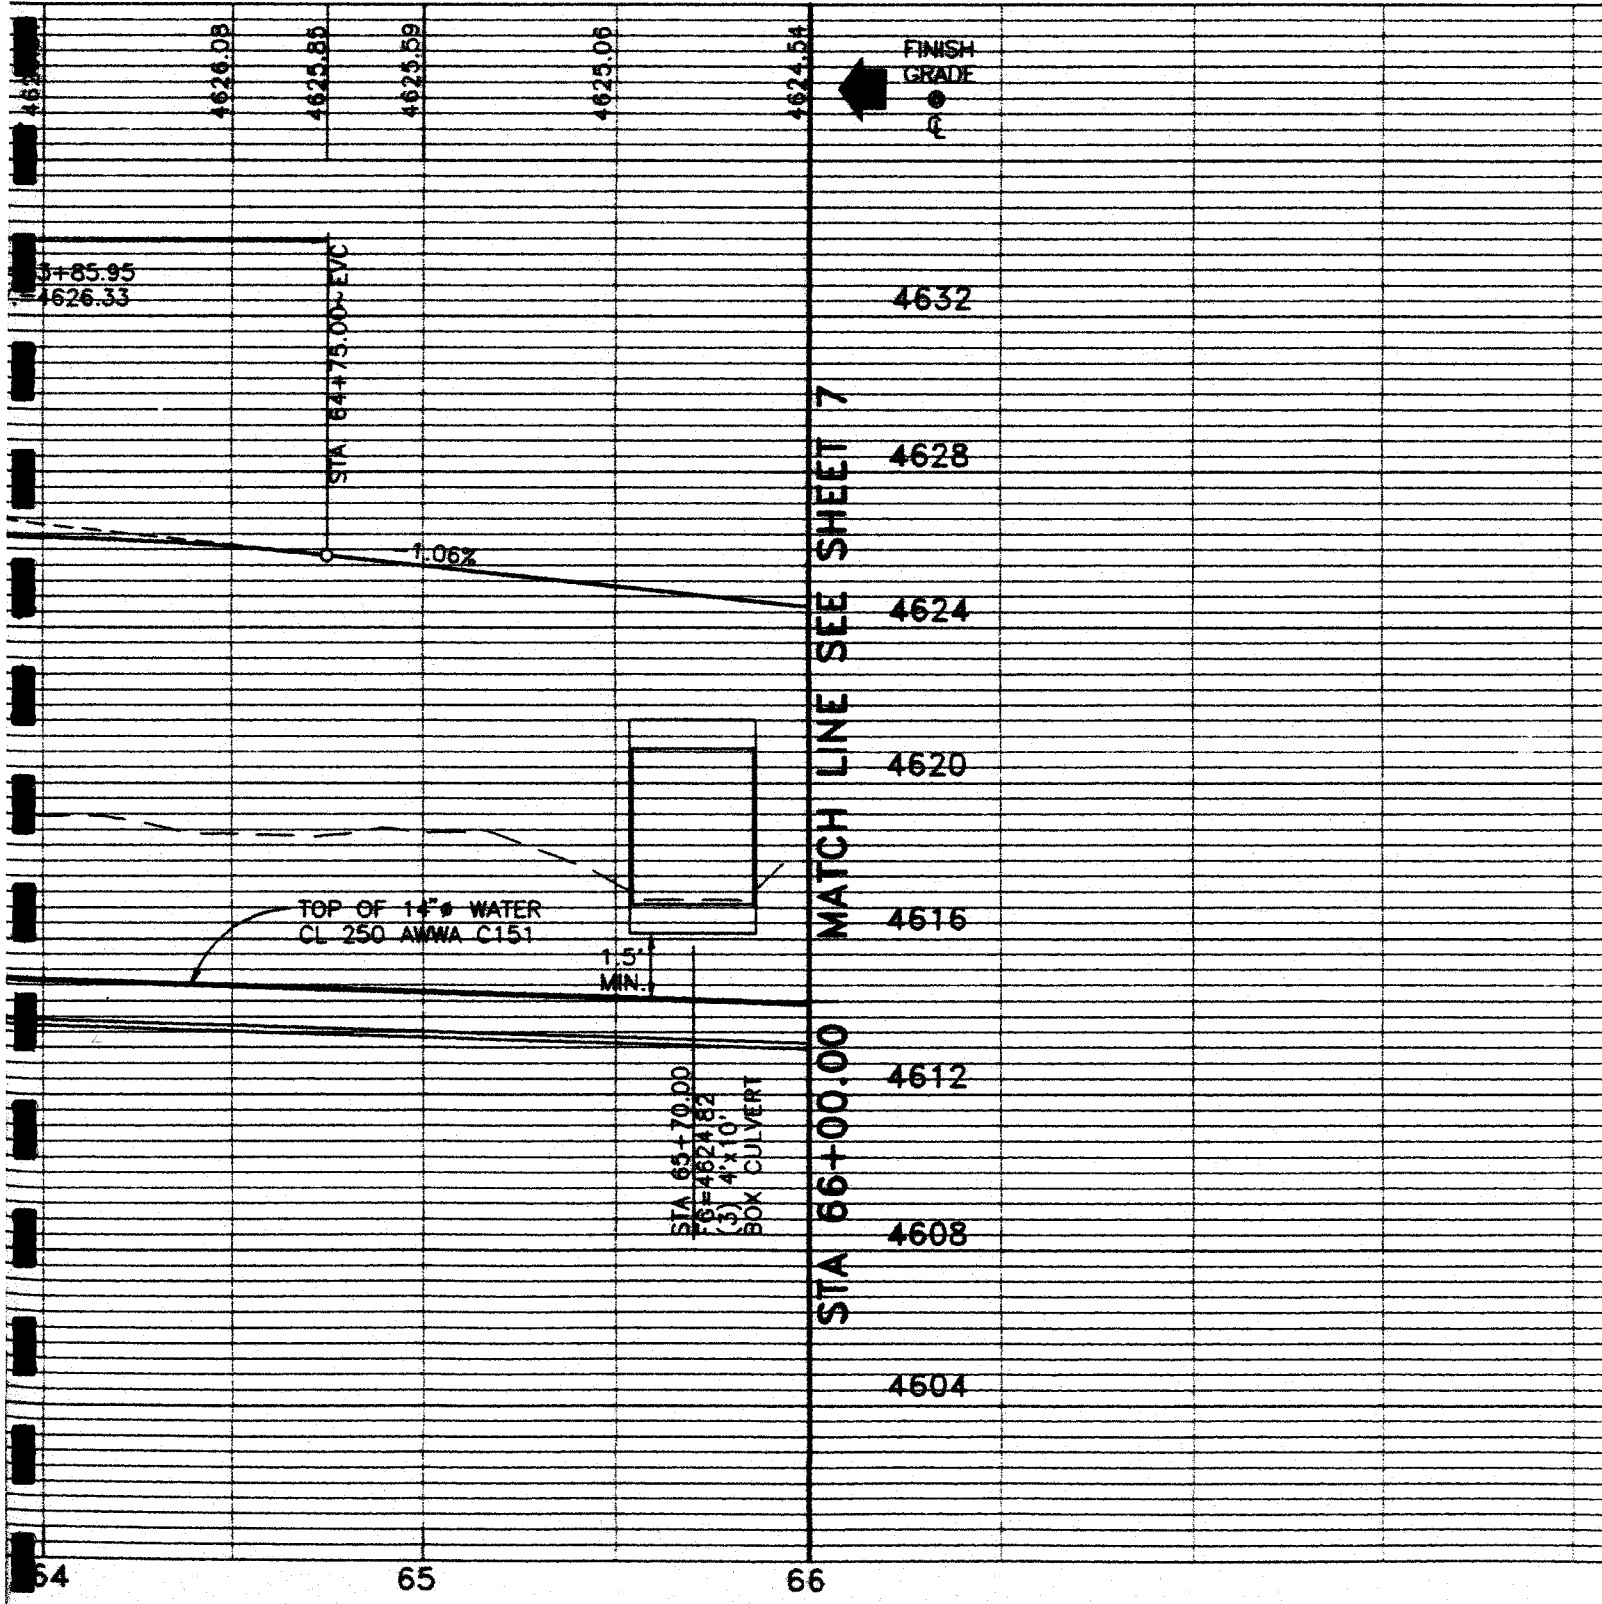 4626.08
4625.85
4625.59
4625.06
4624.54
FINISH
GRADE
@
℄
3+85.95
=4626.33
STA 64+75.00~EVC
4632
4628
-1.06%
4624
4620
4616
4612
4608
4604
MATCH LINE SEE SHEET 7
STA 66+00.00
TOP OF 14"ø WATER
CL 250 AWWA C151
1.5'
MIN.
STA 65+70.00
FG=4624.82
(3) 4'x10'
BOX CULVERT
64
65
66